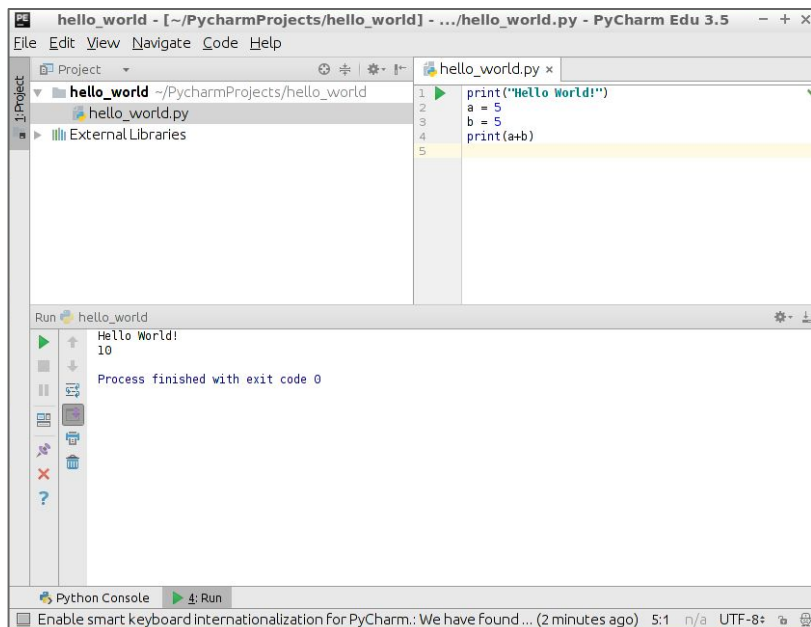 PE hello_world - [~/PycharmProjects/hello_world] - .../hello_world.py - PyCharm Edu 3.5
File Edit View Navigate Code Help
1: Project
Project
hello_world ~/PycharmProjects/hello_world
hello_world.py
External Libraries
hello_world.py
1 print("Hello World!")
2 a = 5
3 b = 5
4 print(a+b)
5
Run hello_world
Hello World!
10
Process finished with exit code 0
?
Python Console 4: Run
Enable smart keyboard internationalization for PyCharm.: We have found ... (2 minutes ago) 5:1 n/a UTF-8